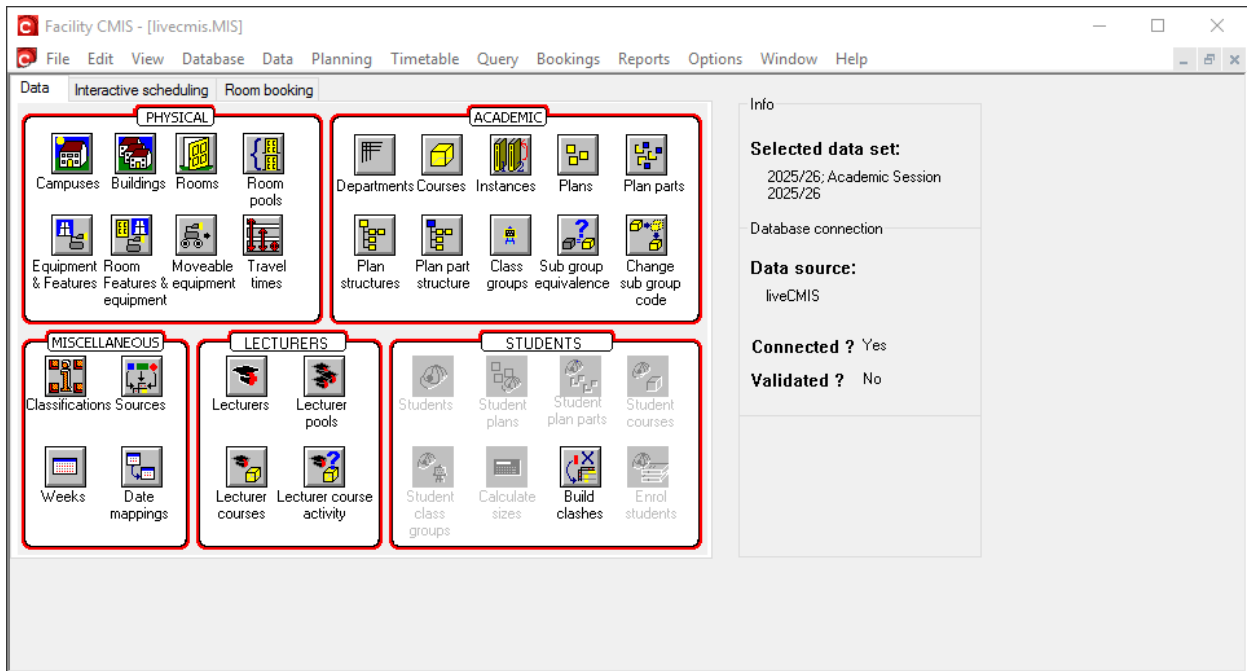 Facility CMIS - [livecmis.MIS]
File Edit View Database Data Planning Timetable Query Bookings Reports Options Window Help
Data Interactive scheduling Room booking
PHYSICAL
Campuses Buildings Rooms Room
pools
Equipment Room Moveable Travel
& Features Features & equipment times
equipment
ACADEMIC
Departments Courses Instances Plans Plan parts
Plan Plan part Class Sub group Change
structures structure groups equivalence sub group
code
MISCELLANEOUS
Classifications Sources
Weeks Date
mappings
LECTURERS
Lecturers Lecturer
pools
Lecturer Lecturer course
courses activity
STUDENTS
Students Student Student Student
plans plan parts courses
Student Calculate Build Enrol
class sizes clashes students
groups
Info
Selected data set:
2025/26; Academic Session
2025/26
Database connection
Data source:
liveCMIS
Connected ? Yes
Validated ? No